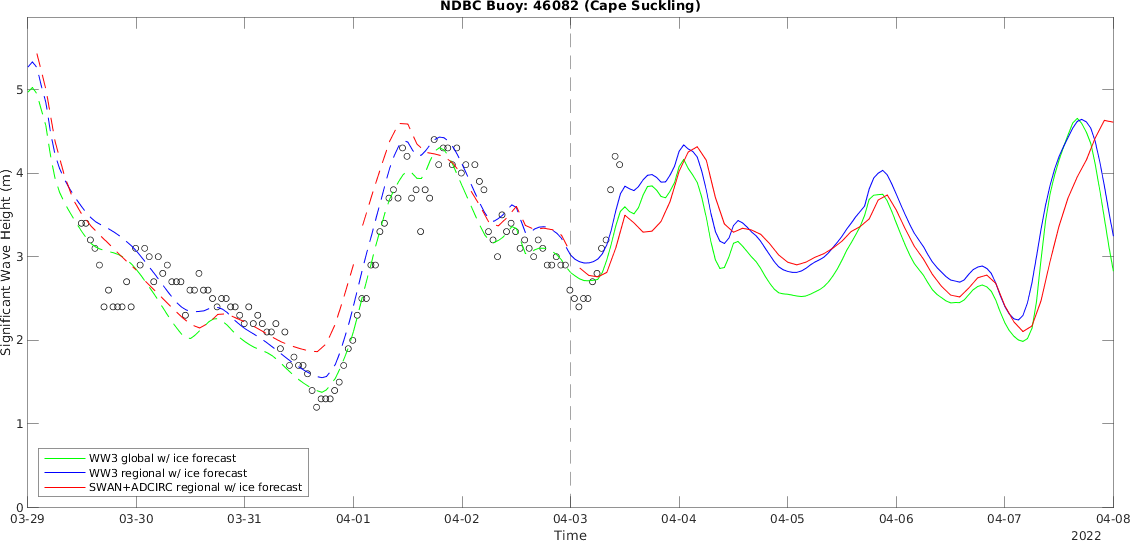 NDBC Buoy: 46082 (Cape Suckling)
Significant Wave Height (m)
5
4
3
2
1
0
WW3 global w/ ice forecast
WW3 regional w/ ice forecast
SWAN+ADCIRC regional w/ ice forecast
03-29 03-30 03-31 04-01 04-02 04-03 04-04 04-05 04-06 04-07 04-08
Time
2022